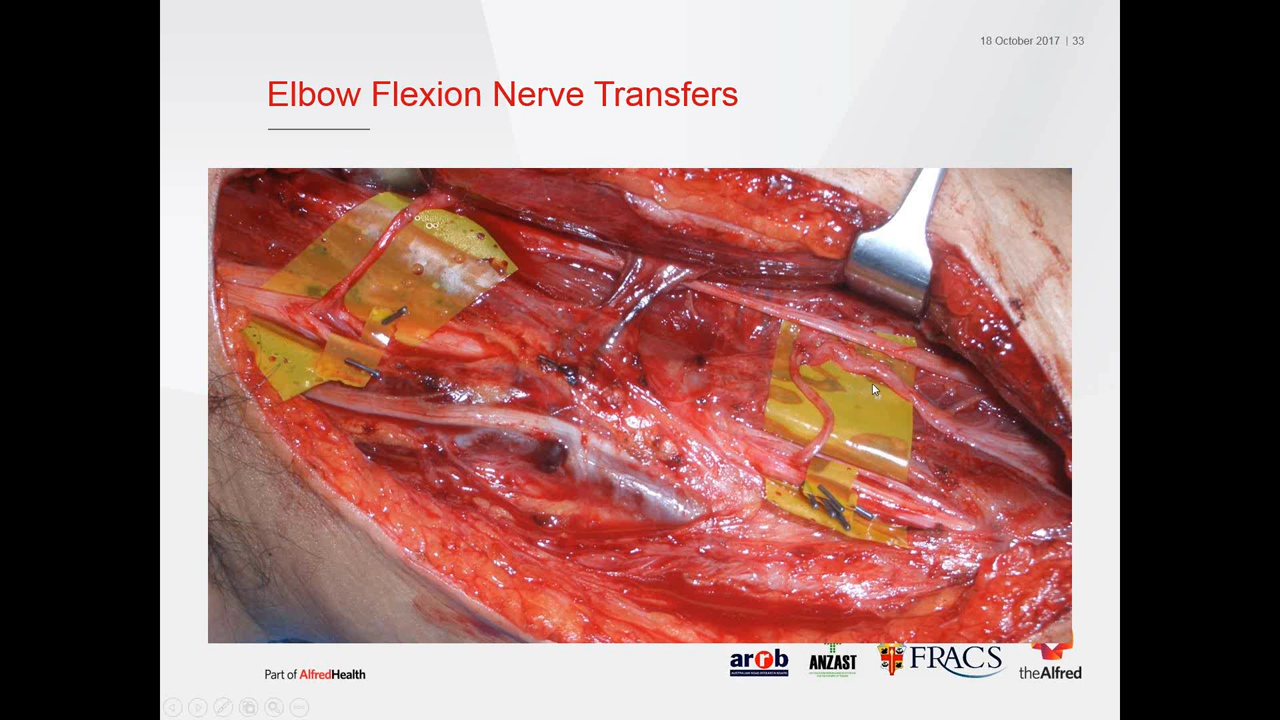 18 October 2017 | 33
Elbow Flexion Nerve Transfers
Part of AlfredHealth
arrb
ANZAST
FRACS
theAlfred